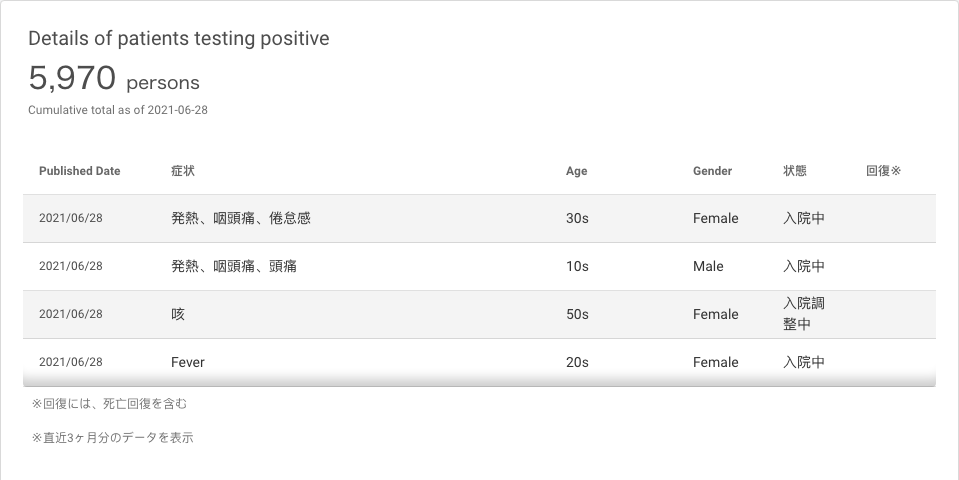 Details of patients testing positive
5,970 persons
Cumulative total as of 2021-06-28
Published Date 症状 Age Gender 状態 回復※
2021/06/28 発熱、咽頭痛、倦怠感 30s Female 入院中
2021/06/28 発熱、咽頭痛、頭痛 10s Male 入院中
2021/06/28 咳 50s Female 入院調
整中
2021/06/28 Fever 20s Female 入院中
※回復には、死亡回復を含む
※直近3ヶ月分のデータを表示